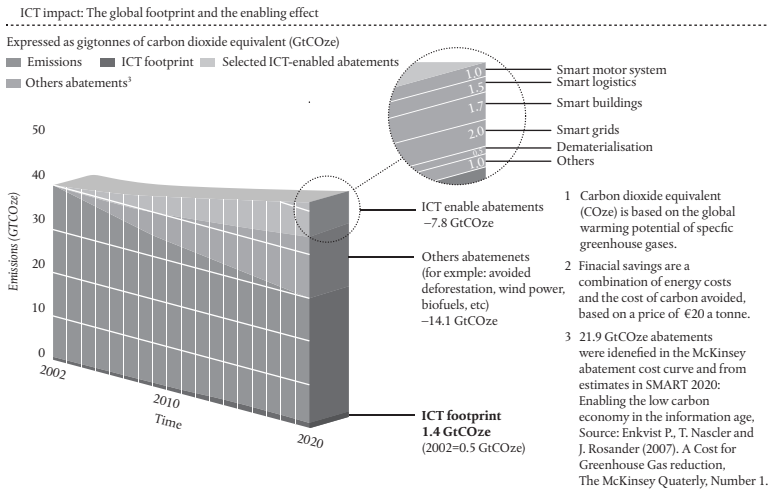 ICT impact: The global footprint and the enabling effect
Expressed as gigtonnes of carbon dioxide equivalent (GtCOze)
Emissions
ICT footprint
Selected ICT-enabled abatements
Others abatements³
50
40
30
20
10
0
Emissions (GTCOze)
2002
2010
2020
Time
1.0
1.5
1.7
2.0
1.0
Smart motor system
Smart logistics
Smart buildings
Smart grids
Dematerialisation
Others
ICT enable abatements
−7.8 GtCOze
Others abatemenets
(for exmple: avoided
deforestation, wind power,
biofuels, etc)
−14.1 GtCOze
ICT footprint
1.4 GtCOze
(2002=0.5 GtCOze)
1 Carbon dioxide equivalent
(COze) is based on the global
warming potential of specfic
greenhouse gases.
2 Finacial savings are a
combination of energy costs
and the cost of carbon avoided,
based on a price of €20 a tonne.
3 21.9 GtCOze abatements
were idenefied in the McKinsey
abatement cost curve and from
estimates in SMART 2020:
Enabling the low carbon
economy in the information age,
Source: Enkvist P., T. Nascler and
J. Rosander (2007). A Cost for
Greenhouse Gas reduction,
The McKinsey Quaterly, Number 1.